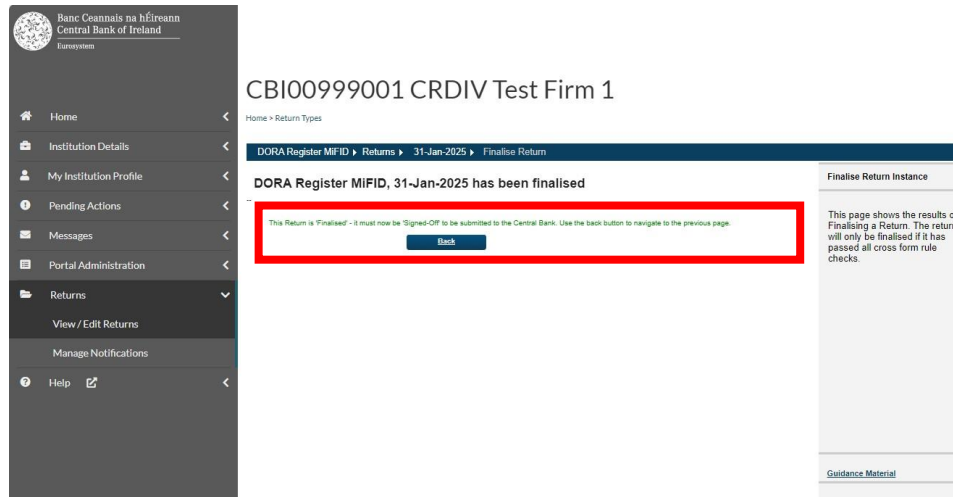 Banc Ceannais na hÉireann
Central Bank of Ireland
Eurosystem
Home
Institution Details
My Institution Profile
Pending Actions
Messages
Portal Administration
Returns
View / Edit Returns
Manage Notifications
Help
CBI00999001 CRDIV Test Firm 1
Home > Return Types
DORA Register MiFID Returns 31-Jan-2025 Finalise Return
DORA Register MiFID, 31-Jan-2025 has been finalised
This Return is 'Finalised' - it must now be 'Signed-Off' to be submitted to the Central Bank. Use the back button to navigate to the previous page.
Back
Finalise Return Instance
This page shows the results o
Finalising a Return. The retur
will only be finalised if it has
passed all cross form rule
checks.
Guidance Material